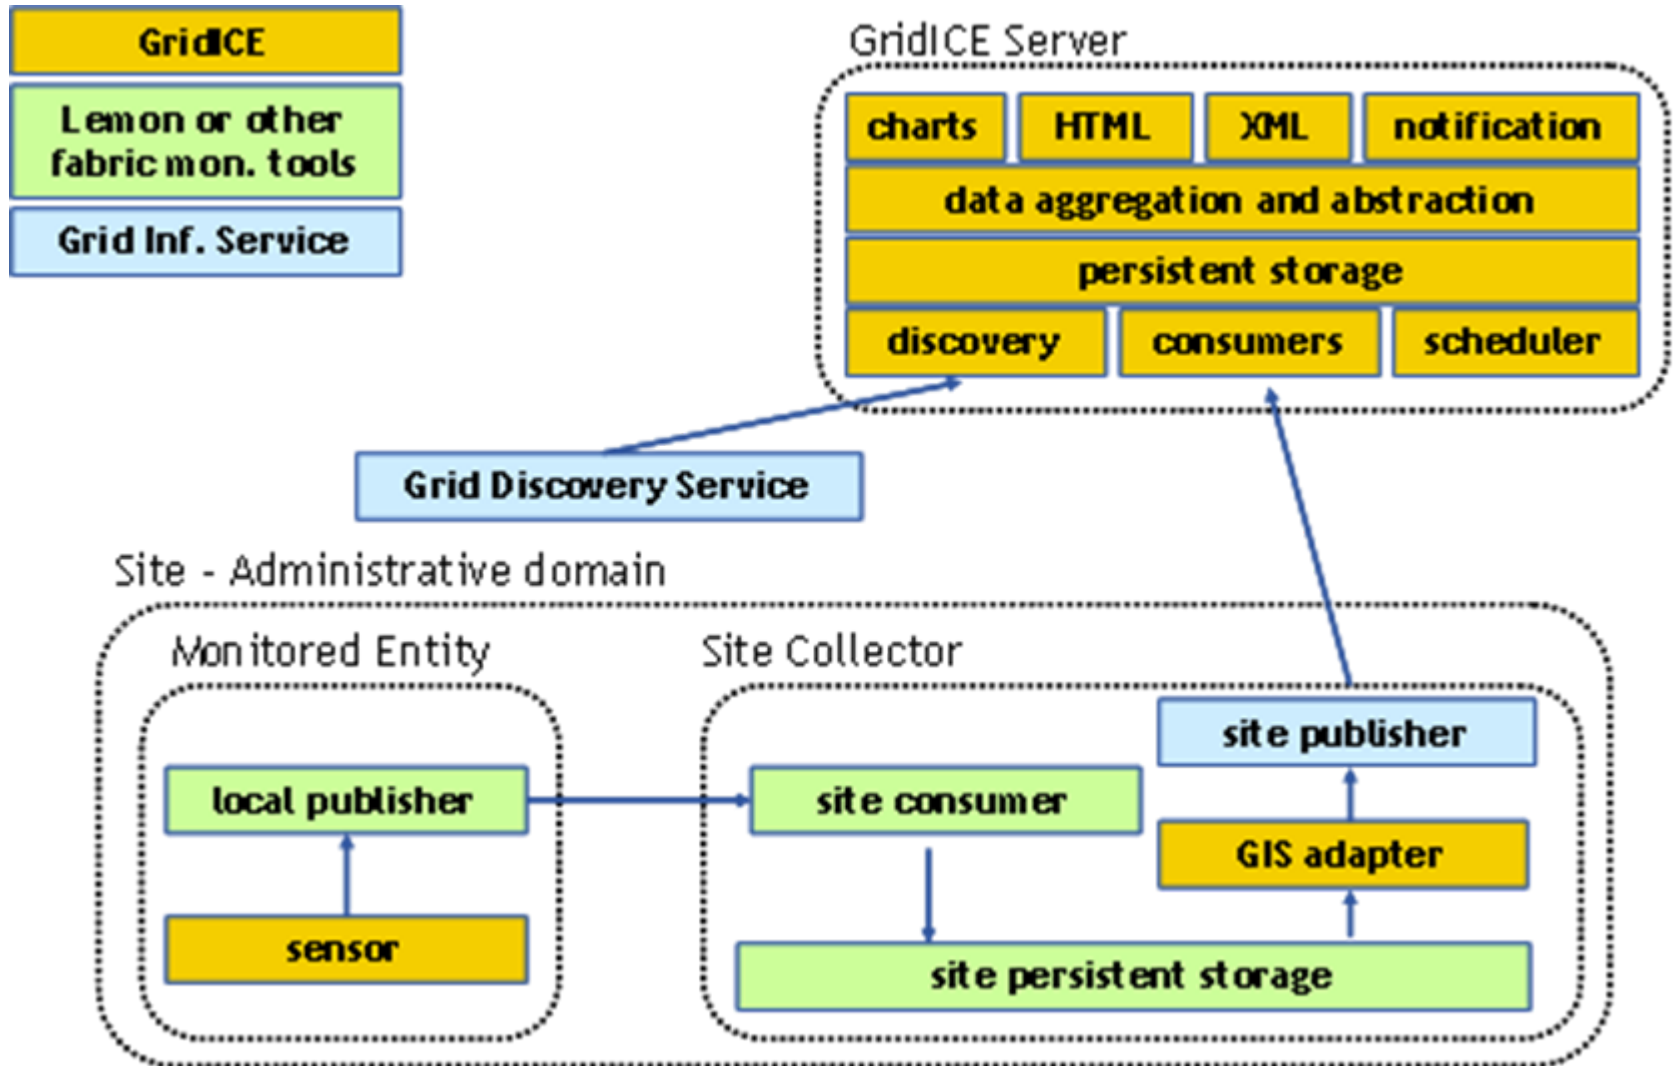 GridICE
Lemon or other
fabric mon. tools
Grid Inf. Service
GridICE Server
charts
HTML
XML
notification
data aggregation and abstraction
persistent storage
discovery
consumers
scheduler
Grid Discovery Service
Site - Administrative domain
Monitored Entity
Site Collector
local publisher
sensor
site consumer
site publisher
GIS adapter
site persistent storage